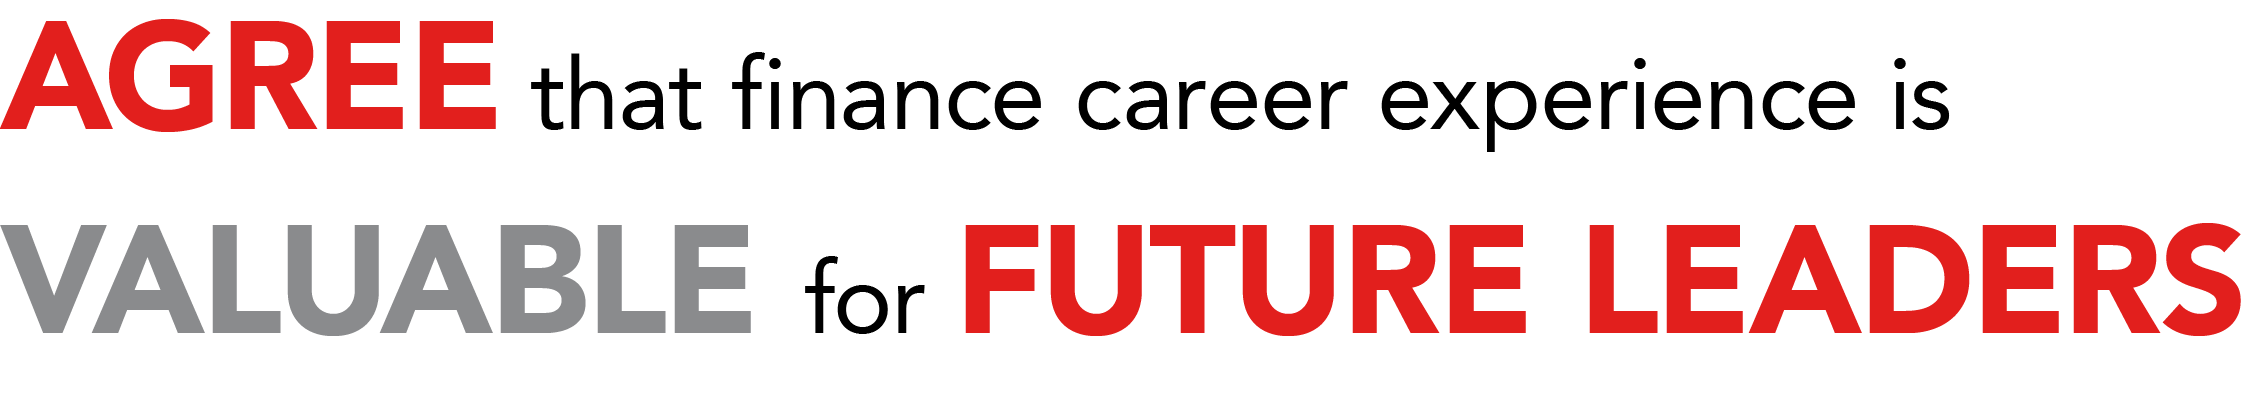 AGREE that finance career experience is
VALUABLE for FUTURE LEADERS